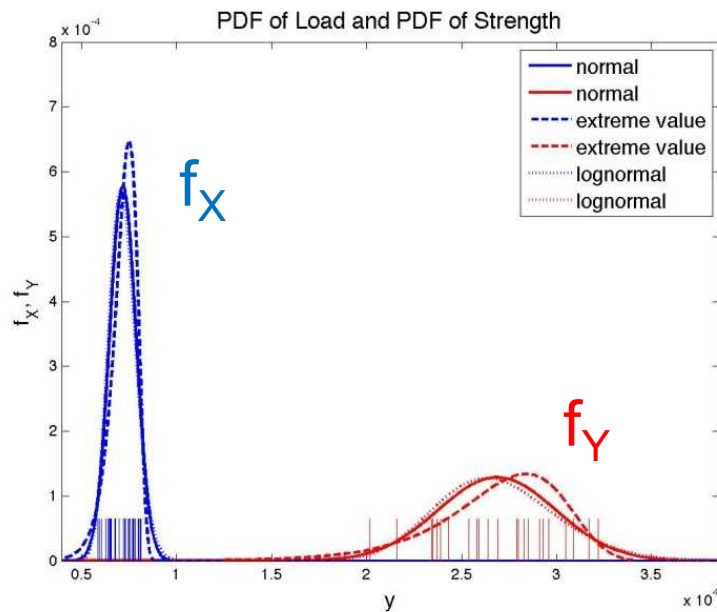 PDF of Load and PDF of Strength
x 10⁻⁴
8
7
6
5
4
3
2
1
0
f_X, f_Y
normal
normal
extreme value
extreme value
lognormal
lognormal
f_X
f_Y
0.5 1 2 2.5 3 3.5
x 10⁴
y